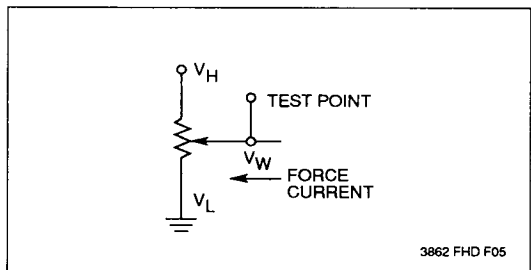 VH
TEST POINT
VW
FORCE
CURRENT
VL
3862 FHD F05